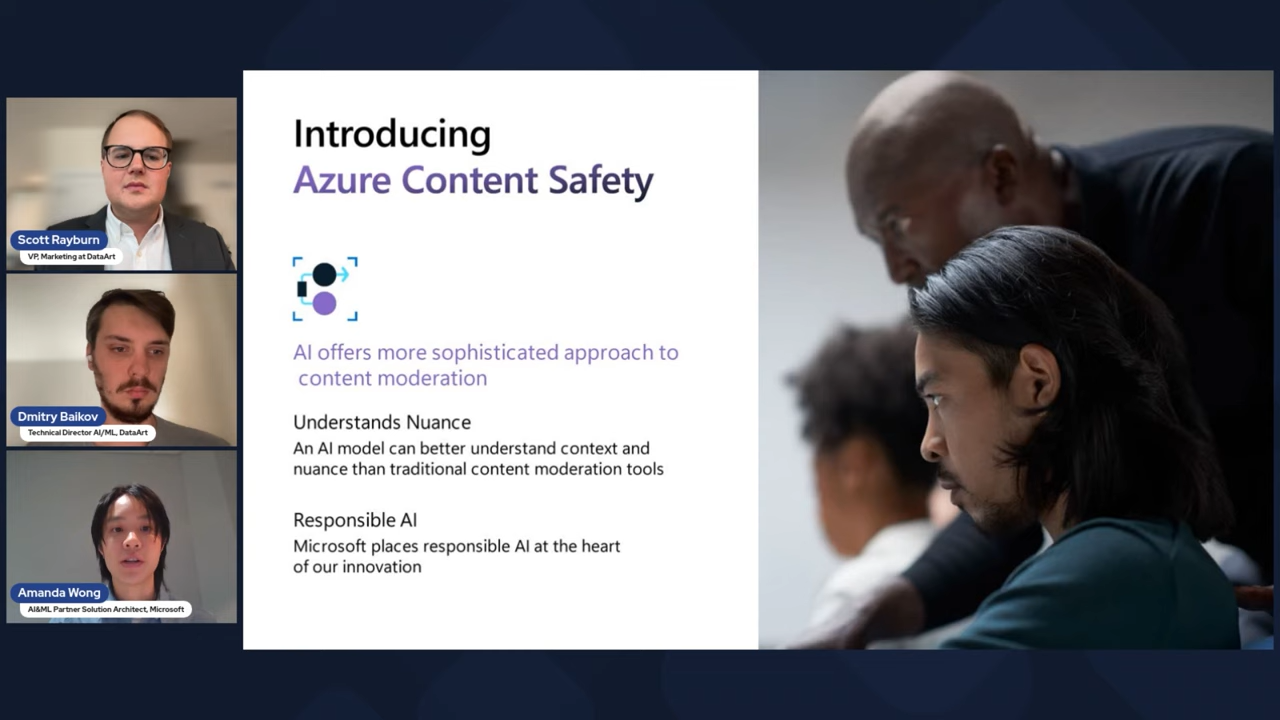 Scott Rayburn
VP, Marketing at DataArt
Dmitry Baikov
Technical Director AI/ML, DataArt
Amanda Wong
AI&ML Partner Solution Architect, Microsoft
Introducing
Azure Content Safety
AI offers more sophisticated approach to
content moderation
Understands Nuance
An AI model can better understand context and
nuance than traditional content moderation tools
Responsible AI
Microsoft places responsible AI at the heart
of our innovation